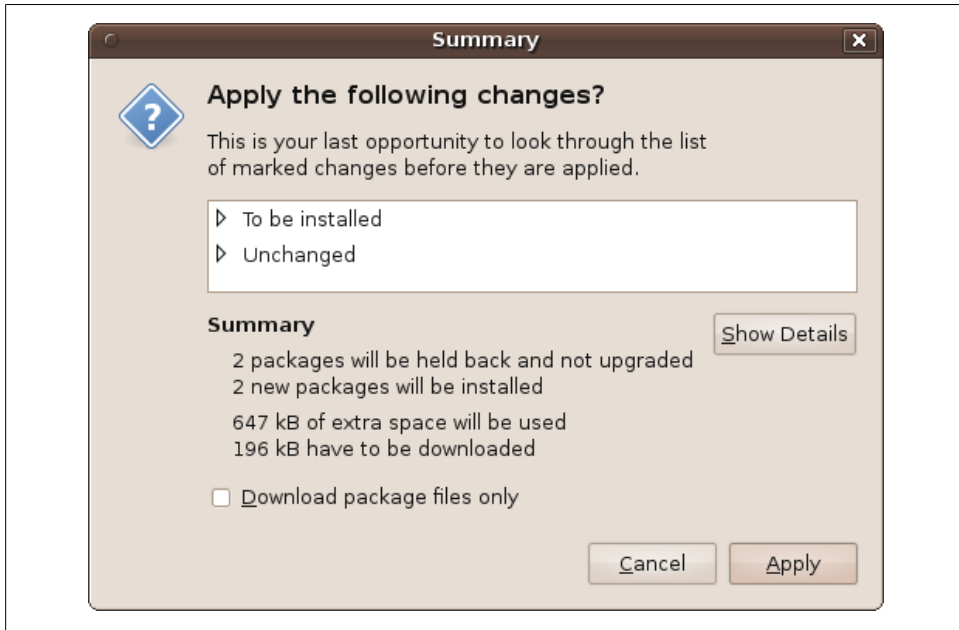 Summary
Apply the following changes?
This is your last opportunity to look through the list
of marked changes before they are applied.
To be installed
Unchanged
Summary
Show Details
2 packages will be held back and not upgraded
2 new packages will be installed
647 kB of extra space will be used
196 kB have to be downloaded
Download package files only
Cancel
Apply